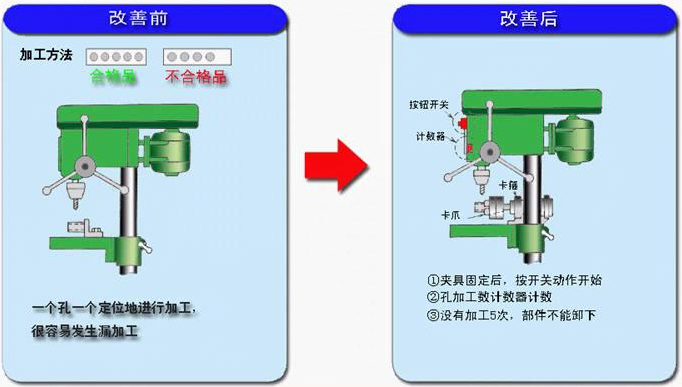 改善前
加工方法
合格品
不合格品
一个孔一个定位地进行加工，
很容易发生漏加工
改善后
按钮开关
计数器
卡箍
卡爪
①夹具固定后，按开关动作开始
②孔加工数计数器计数
③没有加工5次，部件不能卸下